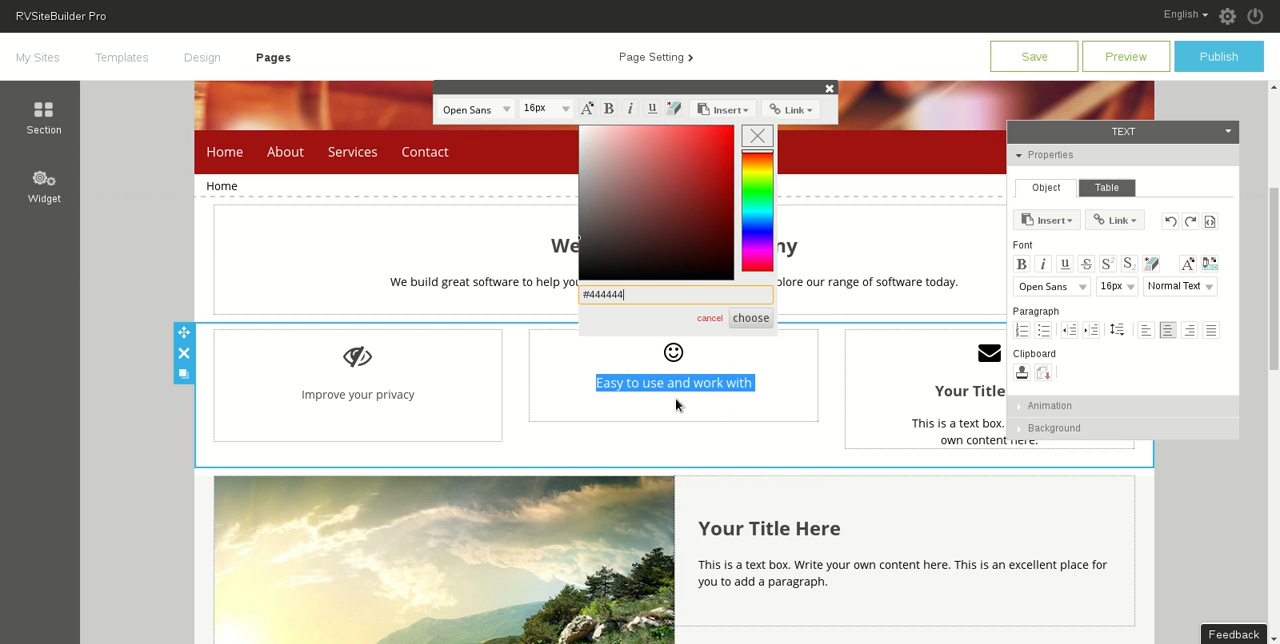 RVSiteBuilder Pro
English
My Sites
Templates
Design
Pages
Page Setting
Save
Preview
Publish
Section
Widget
Open Sans
16px
B
i
u
Insert
Link
Home
About
Services
Contact
Home
We
ny
We build great software to help you
plore our range of software today.
#444444
cancel
choose
Improve your privacy
Easy to use and work with
Your Title
This is a text box.
own content here.
Your Title Here
This is a text box. Write your own content here. This is an excellent place for
you to add a paragraph.
TEXT
Properties
Object
Table
Insert
Link
Font
B
i
u
S
S2
S2
Open Sans
16px
Normal Text
Paragraph
Clipboard
Animation
Background
Feedback